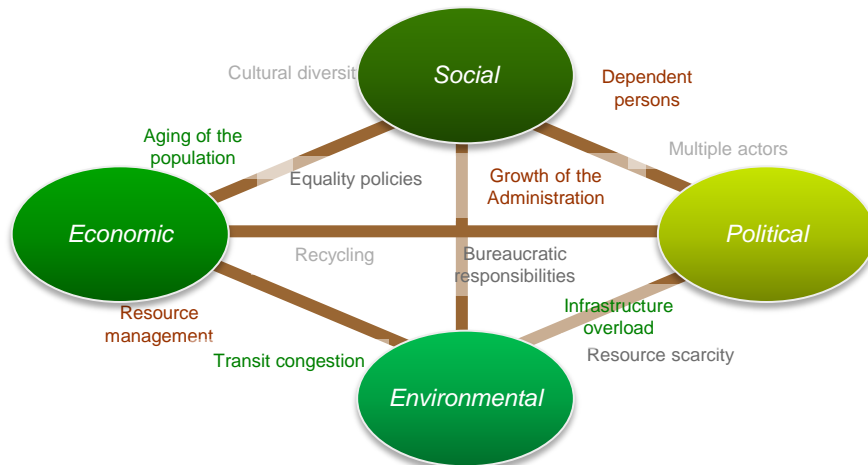 Social
Cultural diversit
Dependent
persons
Aging of the
population
Multiple actors
Equality policies
Growth of the
Administration
Economic
Political
Recycling
Bureaucratic
responsibilities
Resource
management
Infrastructure
overload
Transit congestion
Resource scarcity
Environmental